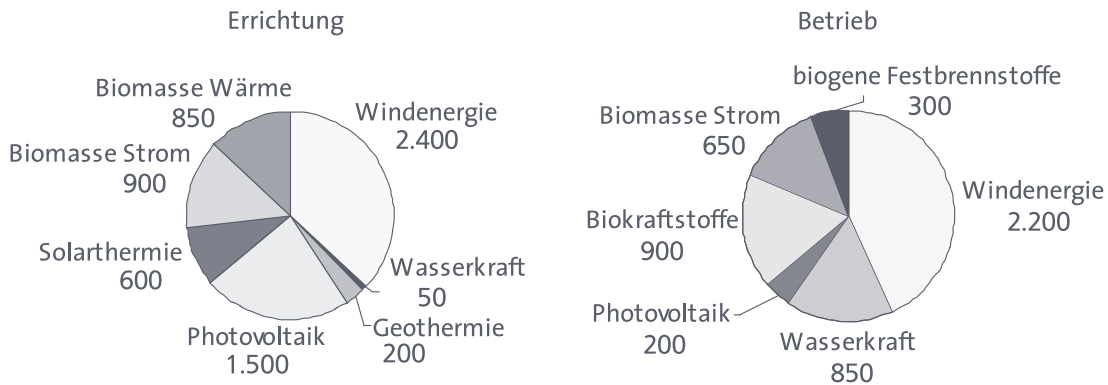 Errichtung
Biomasse Wärme
850
Windenergie
2.400
Biomasse Strom
900
Solarthermie
600
Wasserkraft
50
Geothermie
200
Photovoltaik
1.500
Betrieb
biogene Festbrennstoffe
300
Biomasse Strom
650
Windenergie
2.200
Biokraftstoffe
900
Photovoltaik
200
Wasserkraft
850